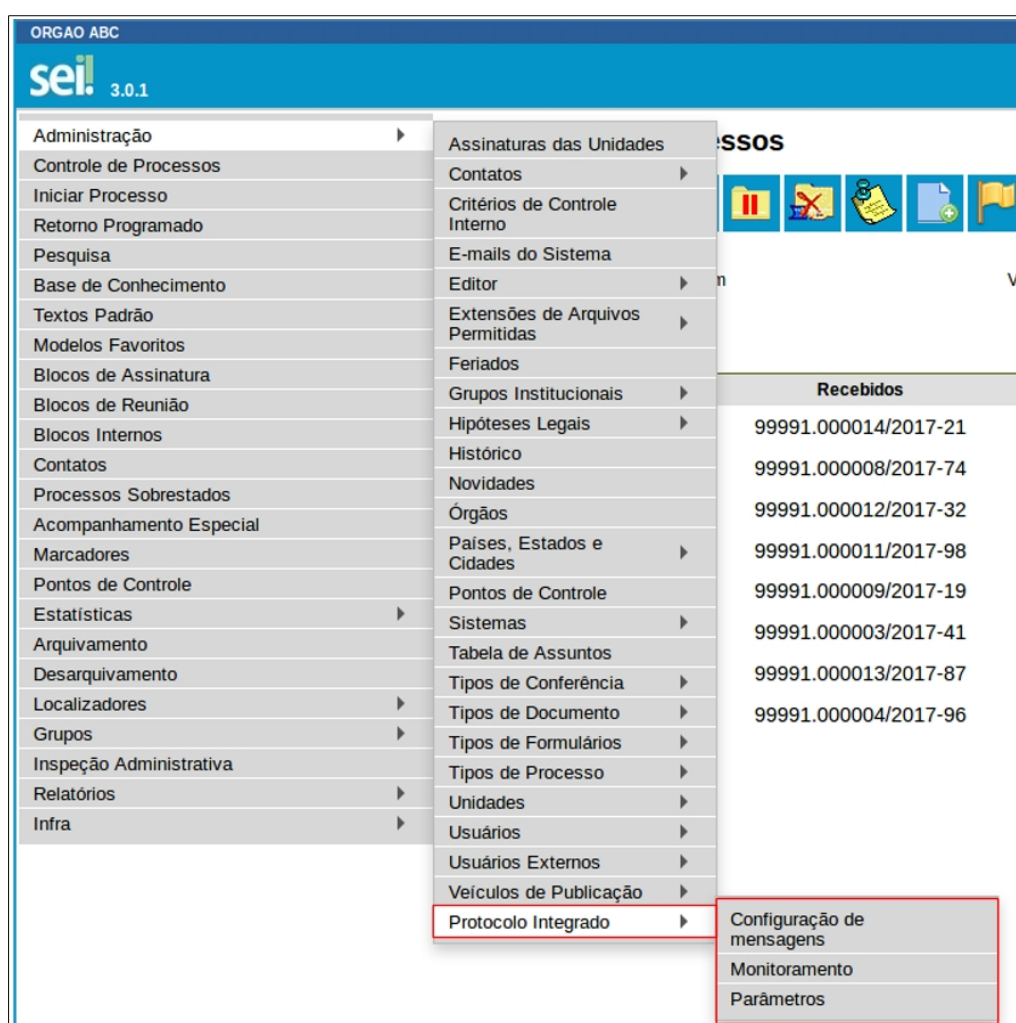 ORGAO ABC
sei! 3.0.1
Administração
Controle de Processos
Iniciar Processo
Retorno Programado
Pesquisa
Base de Conhecimento
Textos Padrão
Modelos Favoritos
Blocos de Assinatura
Blocos de Reunião
Blocos Internos
Contatos
Processos Sobrestados
Acompanhamento Especial
Marcadores
Pontos de Controle
Estatísticas
Arquivamento
Desarquivamento
Localizadores
Grupos
Inspeção Administrativa
Relatórios
Infra
Assinaturas das Unidades
Contatos
Critérios de Controle
Interno
E-mails do Sistema
Editor
Extensões de Arquivos
Permitidas
Feriados
Grupos Institucionais
Hipóteses Legais
Histórico
Novidades
Órgãos
Países, Estados e
Cidades
Pontos de Controle
Sistemas
Tabela de Assuntos
Tipos de Conferência
Tipos de Documento
Tipos de Formulários
Tipos de Processo
Unidades
Usuários
Usuários Externos
Veículos de Publicação
Protocolo Integrado
Configuração de
mensagens
Monitoramento
Parâmetros
ssos
V
Recebidos
99991.000014/2017-21
99991.000008/2017-74
99991.000012/2017-32
99991.000011/2017-98
99991.000009/2017-19
99991.000003/2017-41
99991.000013/2017-87
99991.000004/2017-96